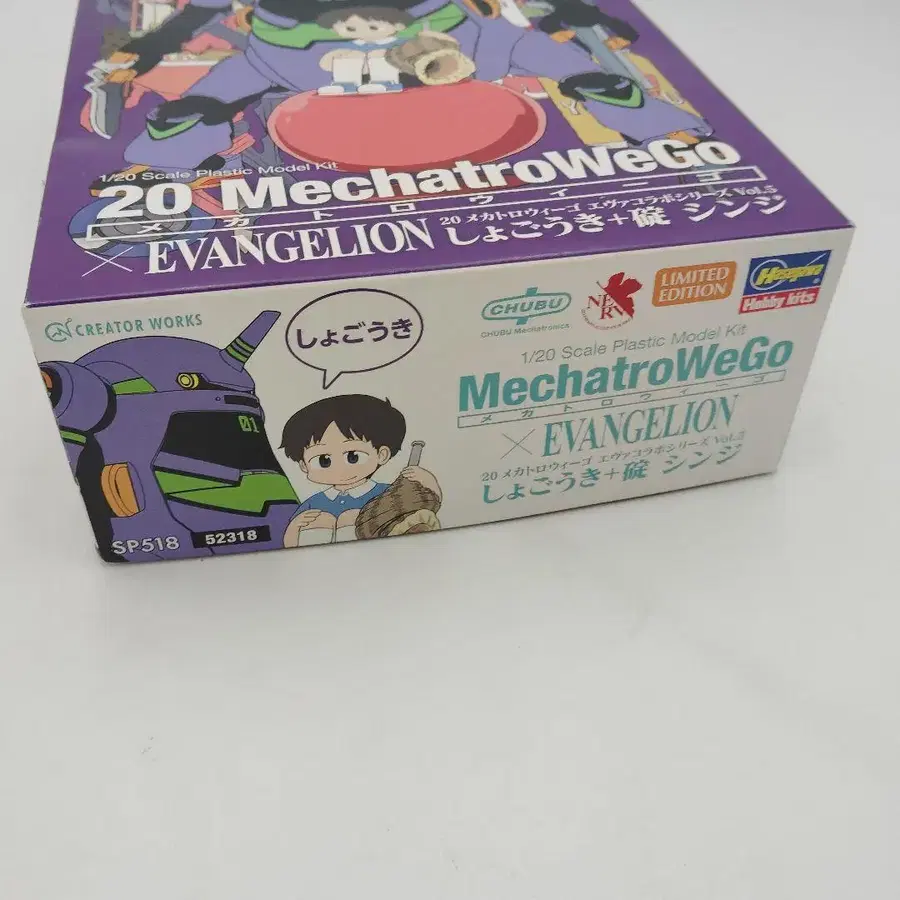 1/20 Scale Plastic Model Kit
20 MechatroWeGo
メカトロウィーゴ
× EVANGELION
20 メカトロウィーゴ エヴァコラボシリーズ Vol.5
しょごうき+碇 シンジ
CREATOR WORKS
しょごうき
01
SP518
52318
CHUBU
CHUBU Mechatronics
NERV
LIMITED
EDITION
Hasegawa
Hobby kits
1/20 Scale Plastic Model Kit
MechatroWeGo
メカトロウィーゴ
× EVANGELION
20 メカトロウィーゴ エヴァコラボシリーズ Vol.5
しょごうき+碇 シンジ